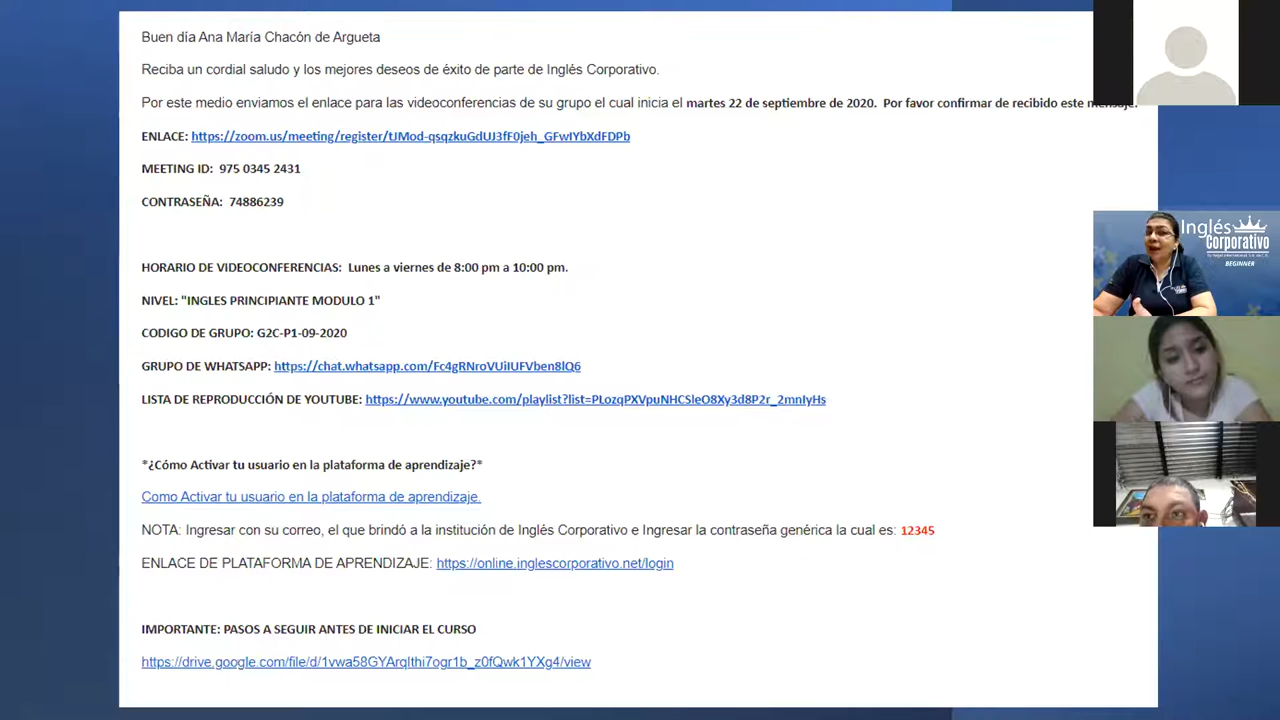 Buen día Ana María Chacón de Argueta
Reciba un cordial saludo y los mejores deseos de éxito de parte de Inglés Corporativo.
Por este medio enviamos el enlace para las videoconferencias de su grupo el cual inicia el martes 22 de septiembre de 2020. Por favor confirmar de recibido este mensaje.
ENLACE: https://zoom.us/meeting/register/tJMod-qsqzkuGdUJ3fF0jeh_GFwIYbXdFDPb
MEETING ID: 975 0345 2431
CONTRASEÑA: 74886239
HORARIO DE VIDEOCONFERENCIAS: Lunes a viernes de 8:00 pm a 10:00 pm.
NIVEL: "INGLES PRINCIPIANTE MODULO 1"
CODIGO DE GRUPO: G2C-P1-09-2020
GRUPO DE WHATSAPP: https://chat.whatsapp.com/Fc4gRNroVUiIUFVben8lQ6
LISTA DE REPRODUCCIÓN DE YOUTUBE: https://www.youtube.com/playlist?list=PLozqPXVpuNHCSleO8Xy3d8P2r_2mnIyHs
*¿Cómo Activar tu usuario en la plataforma de aprendizaje?*
Como Activar tu usuario en la plataforma de aprendizaje.
NOTA: Ingresar con su correo, el que brindó a la institución de Inglés Corporativo e Ingresar la contraseña genérica la cual es: 12345
ENLACE DE PLATAFORMA DE APRENDIZAJE: https://online.inglescorporativo.net/login
IMPORTANTE: PASOS A SEGUIR ANTES DE INICIAR EL CURSO
https://drive.google.com/file/d/1vwa58GYArqIthi7ogr1b_z0fQwk1YXg4/view
Inglés
Corporativo
BEGINNER